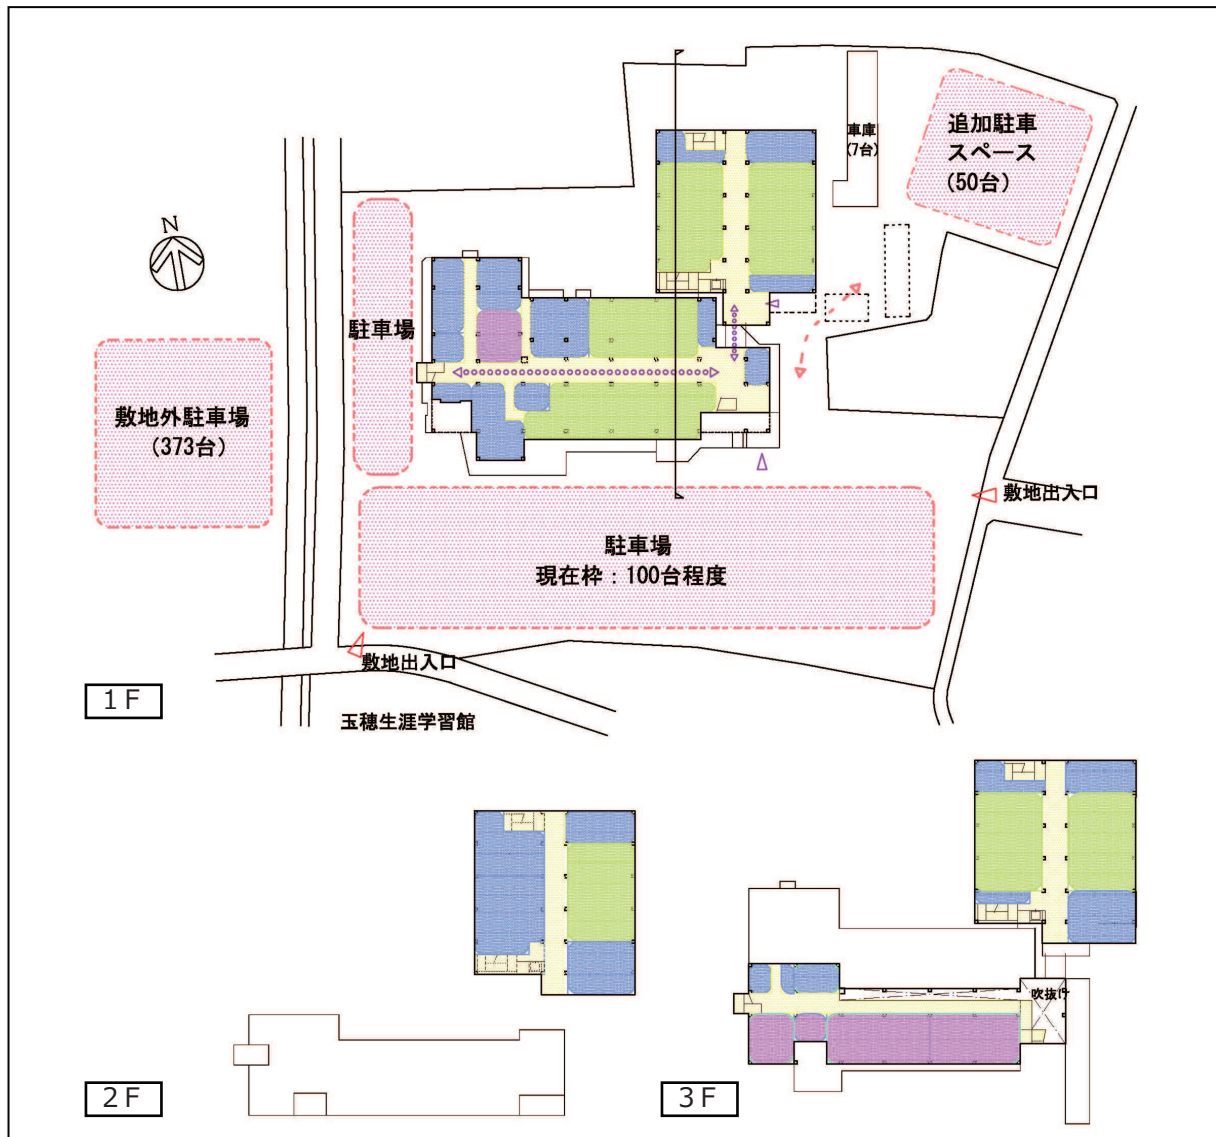 追加駐車
スペース
(50台)
車庫
(7台)
N
駐車場
敷地外駐車場
(373台)
敷地出入口
駐車場
現在枠：100台程度
敷地出入口
1F
玉穂生涯学習館
吹抜け
2F
3F